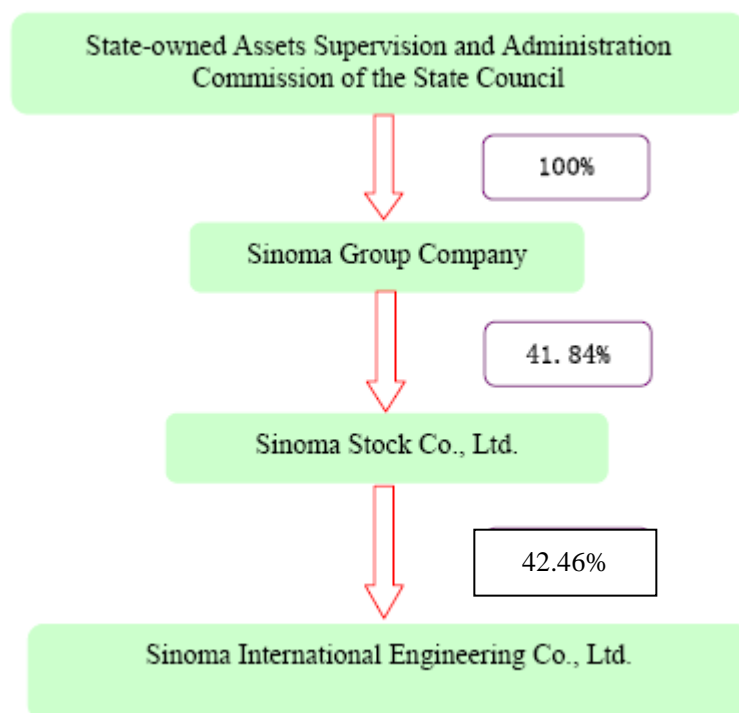 State-owned Assets Supervision and Administration
Commission of the State Council
100%
Sinoma Group Company
41.84%
Sinoma Stock Co., Ltd.
42.46%
Sinoma International Engineering Co., Ltd.